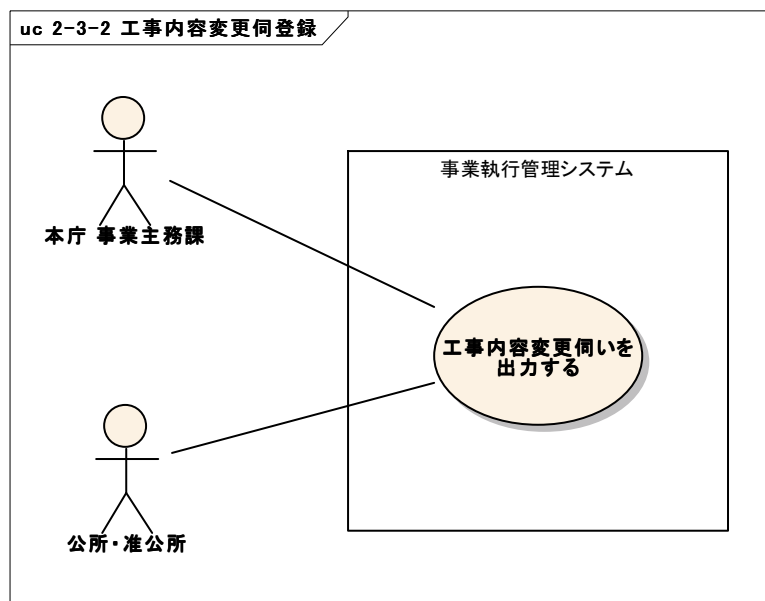 uc 2-3-2 工事内容変更伺登録
事業執行管理システム
本庁 事業主務課
工事内容変更伺いを
出力する
公所・准公所